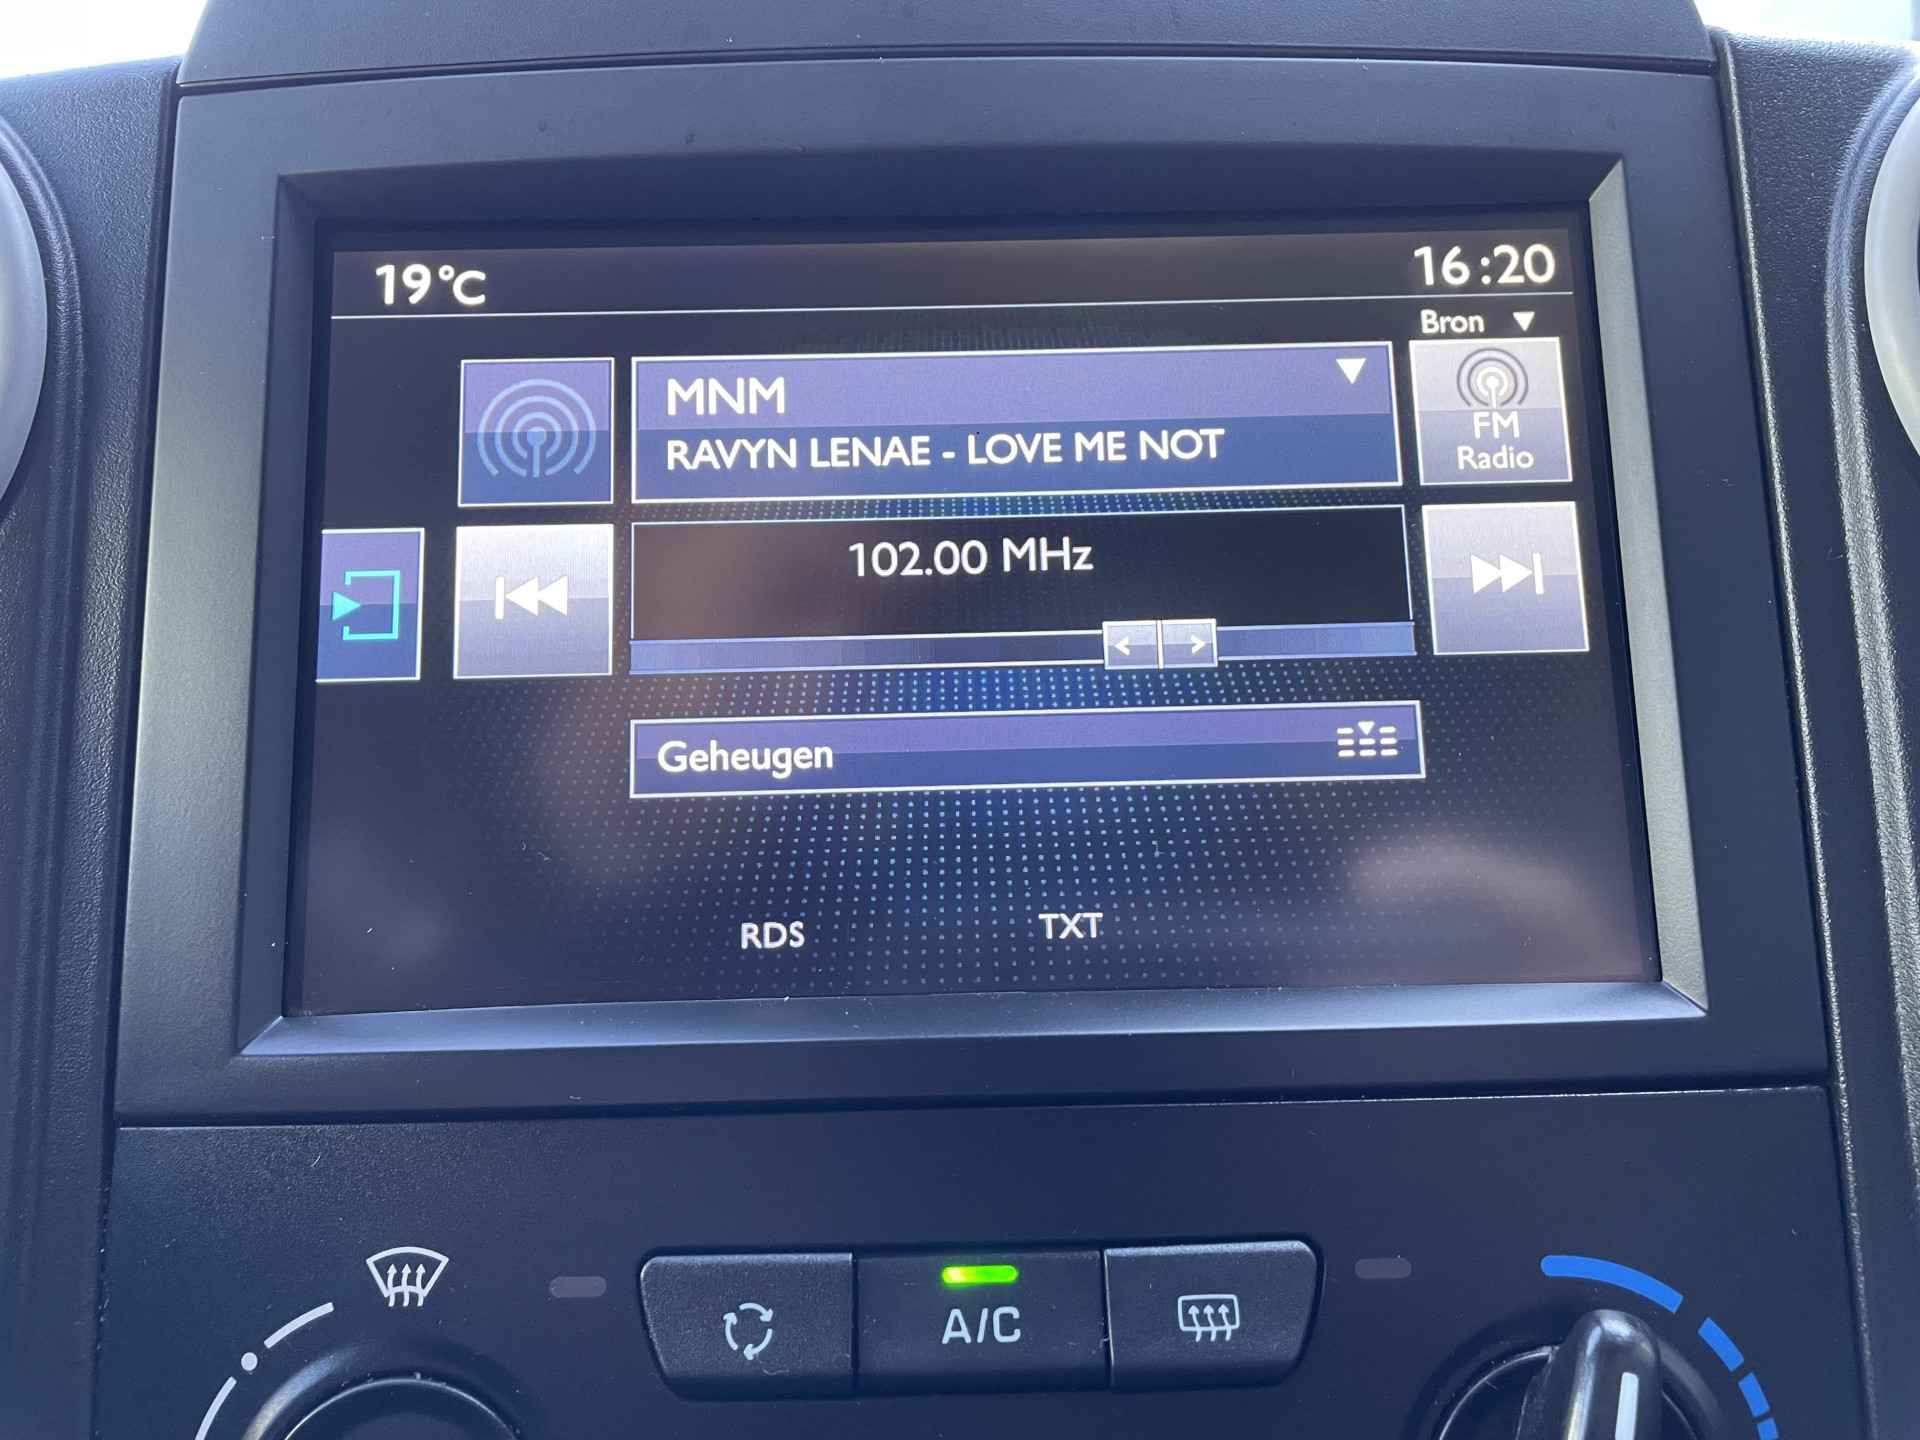 19°C
16:20
Bron
MNM
RAVYN LENAE - LOVE ME NOT
FM
Radio
102.00 MHz
Geheugen
RDS
TXT
A/C